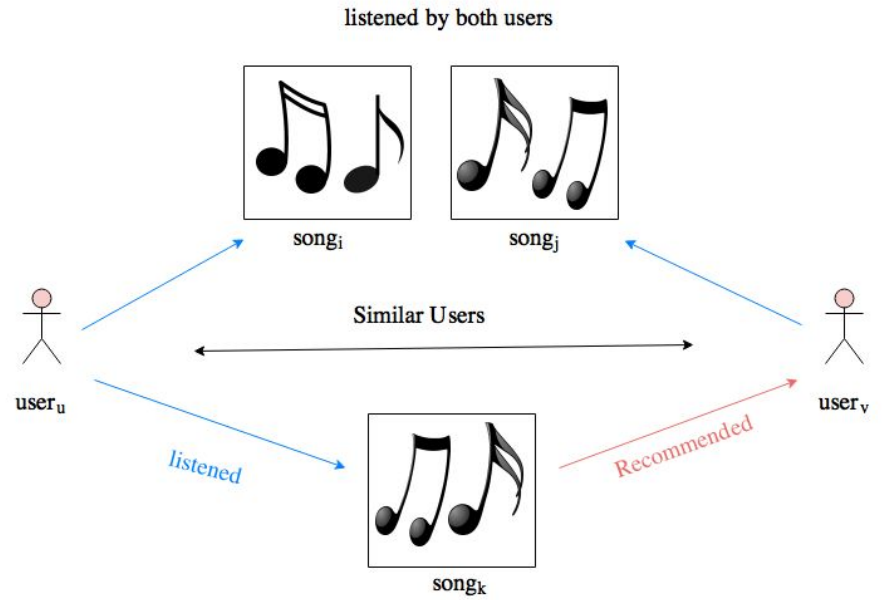 listened by both users
song_i
song_j
Similar Users
user_u
user_v
listened
Recommended
song_k